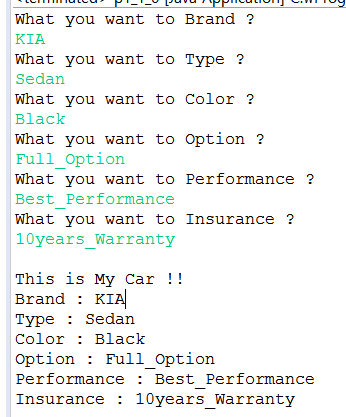 What you want to Brand ?
KIA
What you want to Type ?
Sedan
What you want to Color ?
Black
What you want to Option ?
Full_Option
What you want to Performance ?
Best_Performance
What you want to Insurance ?
10years_Warranty
This is My Car !!
Brand : KIA
Type : Sedan
Color : Black
Option : Full_Option
Performance : Best_Performance
Insurance : 10years_Warranty